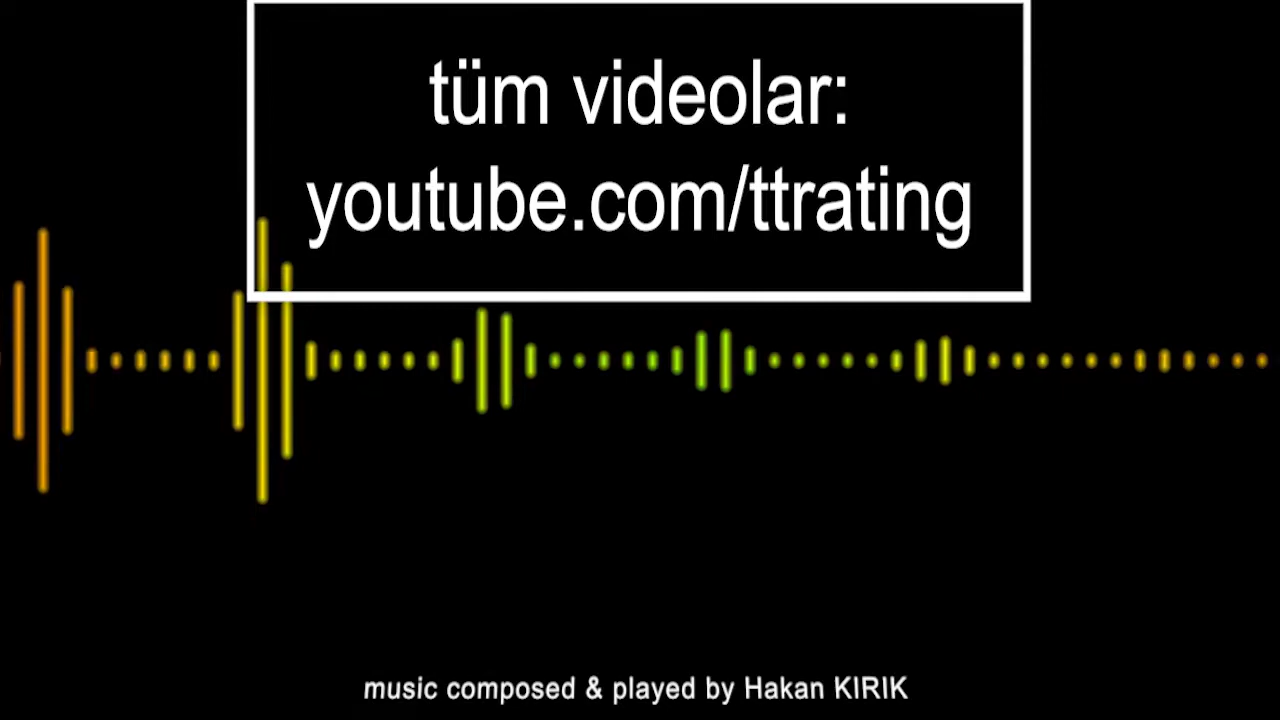 tüm videolar:
youtube.com/ttrating
music composed & played by Hakan KIRIK